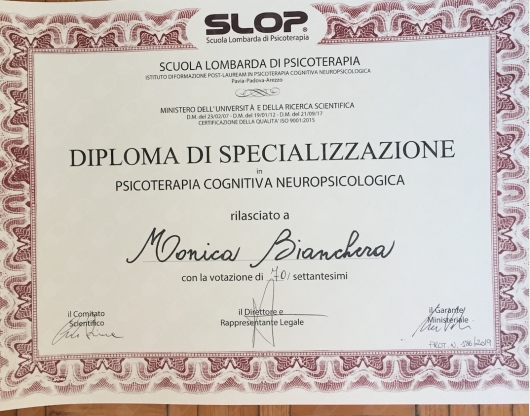 SLOP®
Scuola Lombarda di Psicoterapia
SCUOLA LOMBARDA DI PSICOTERAPIA
ISTITUTO DI FORMAZIONE POST-LAUREAM IN PSICOTERAPIA COGNITIVA NEUROPSICOLOGICA
Pavia-Padova-Arezzo
MINISTERO DELL'UNIVERSITÀ E DELLA RICERCA SCIENTIFICA
D.M. del 23/02/07 - D.M. del 19/01/12 - D.M. del 21/09/17
CERTIFICAZIONE DELLA QUALITA' ISO 9001:2015
DIPLOMA DI SPECIALIZZAZIONE
in
PSICOTERAPIA COGNITIVA NEUROPSICOLOGICA
rilasciato a
Monica Bianchera
con la votazione di 70/ settantesimi
il Comitato
Scientifico
il Direttore e
Rappresentante Legale
il Garante
Ministeriale
PROT. N. /2019